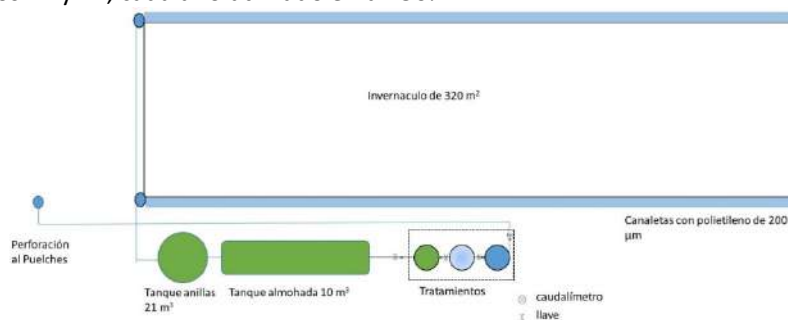 Invernaculo de 320 m²
Canaletas con polietileno de 200
µm
Perforación
al Puelches
Tanque anillas
21 m³
Tanque almohada 10 m³
Tratamientos
caudalímetro
llave